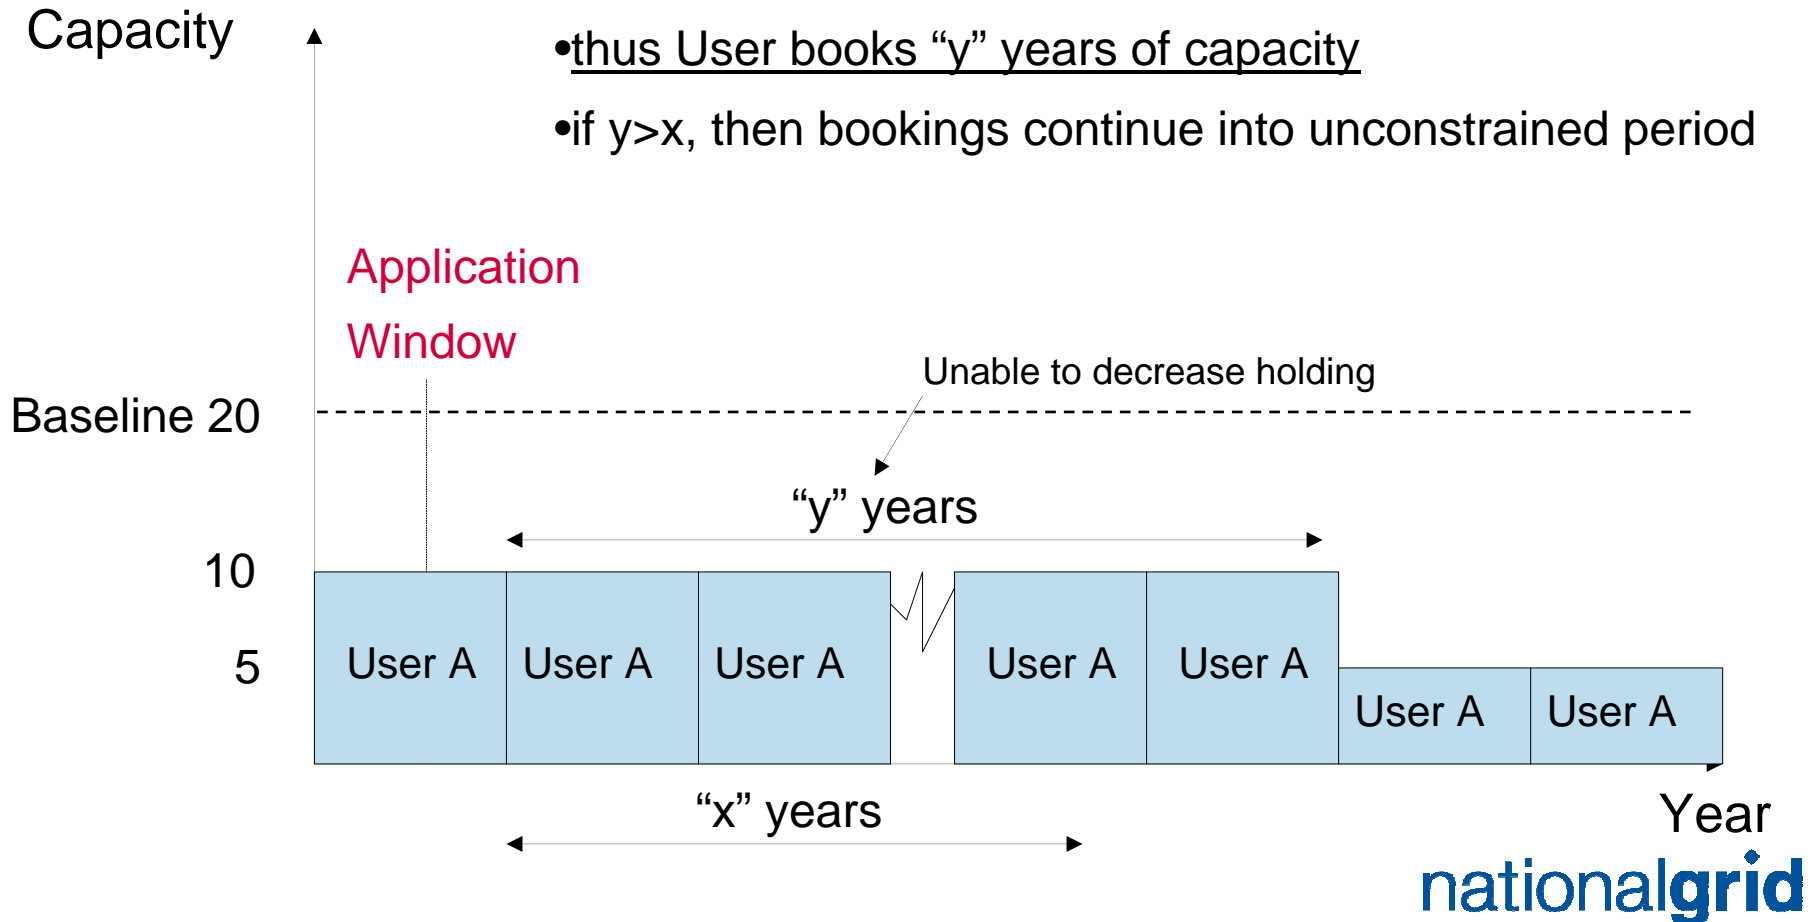 Capacity
•thus User books “y” years of capacity
•if y>x, then bookings continue into unconstrained period
Application
Window
Unable to decrease holding
Baseline 20
“y” years
10
5
User A
User A
User A
User A
User A
User A
User A
“x” years
Year
nationalgrid